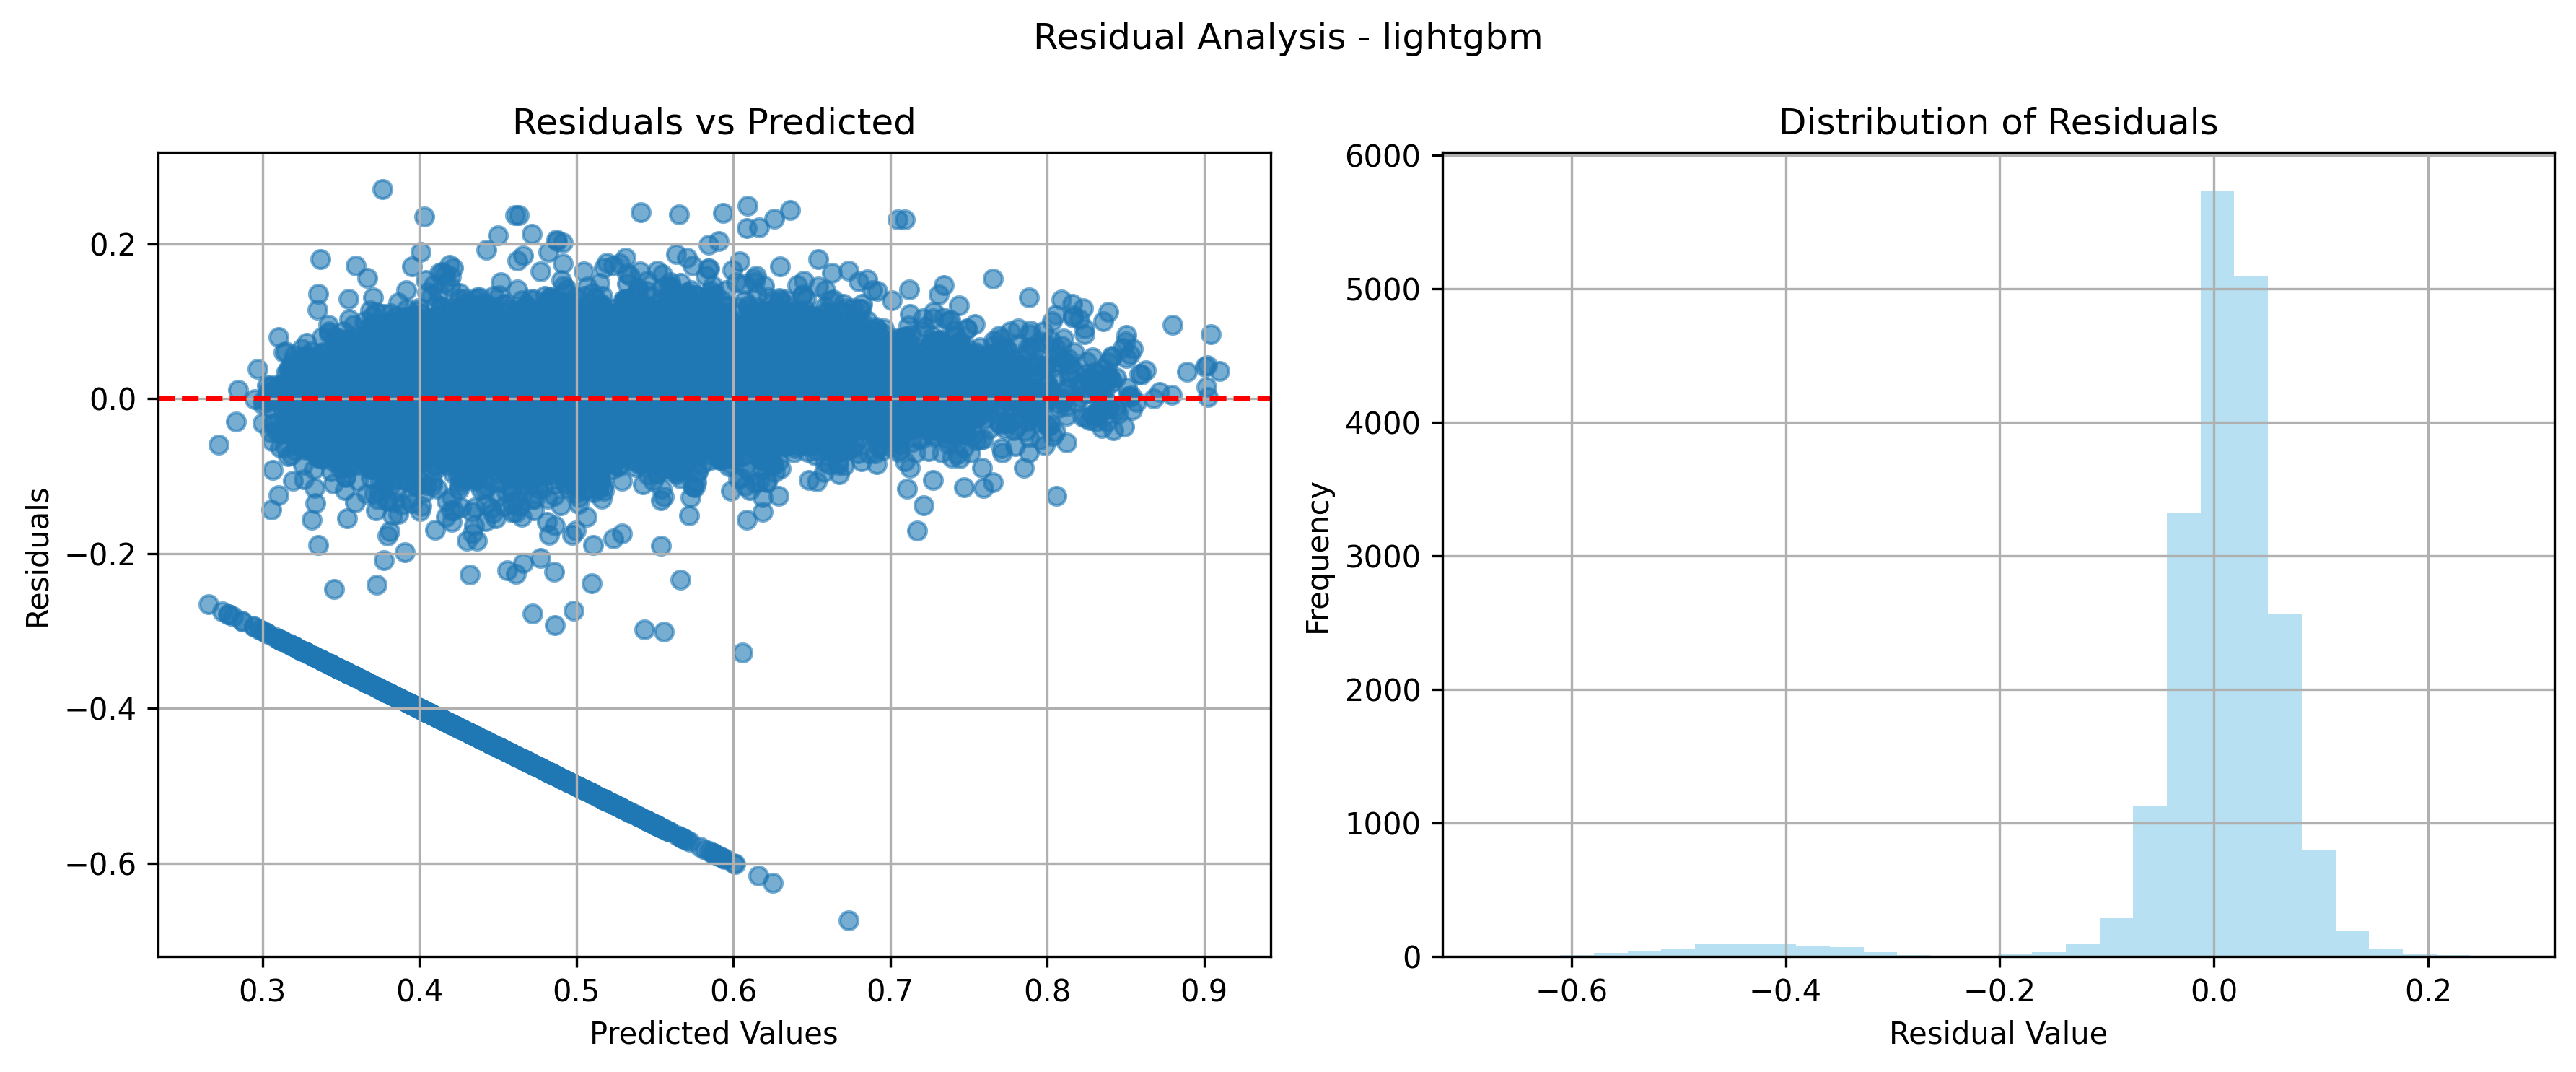 Residual Analysis - lightgbm
Residuals vs Predicted
Residuals
0.2
0.0
−0.2
−0.4
−0.6
0.3 0.4 0.5 0.6 0.7 0.8 0.9
Predicted Values
Distribution of Residuals
Frequency
6000
5000
4000
3000
2000
1000
0
−0.6 −0.4 −0.2 0.0 0.2
Residual Value